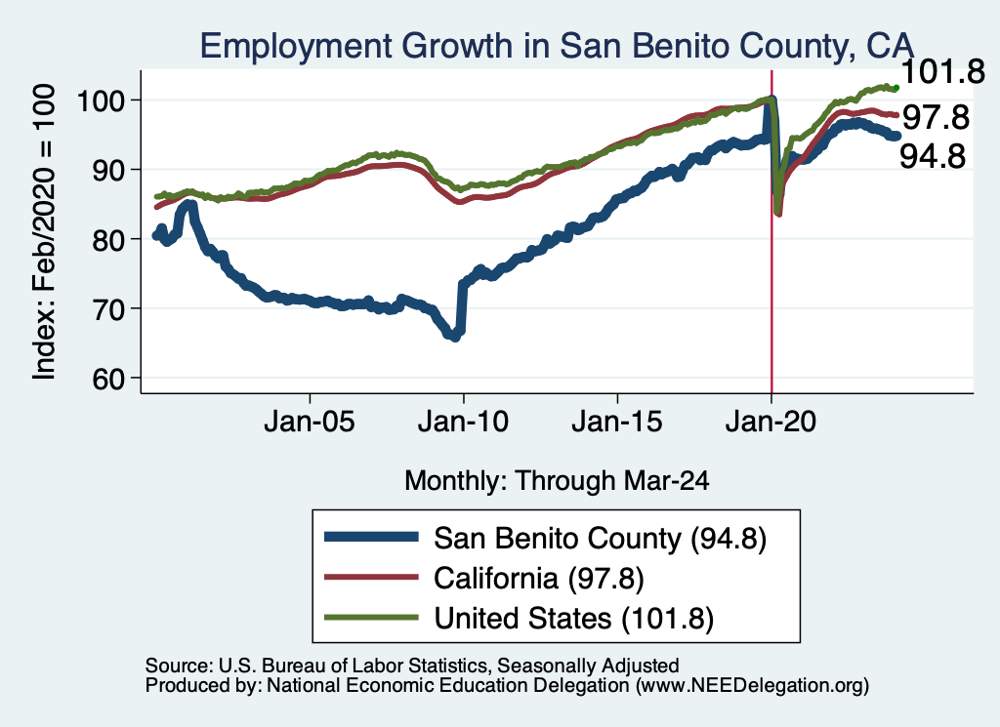 Employment Growth in San Benito County, CA
Index: Feb/2020 = 100
100
90
80
70
60
101.8
97.8
94.8
Jan-05 Jan-10 Jan-15 Jan-20
Monthly: Through Mar-24
San Benito County (94.8)
California (97.8)
United States (101.8)
Source: U.S. Bureau of Labor Statistics, Seasonally Adjusted
Produced by: National Economic Education Delegation (www.NEEDelegation.org)